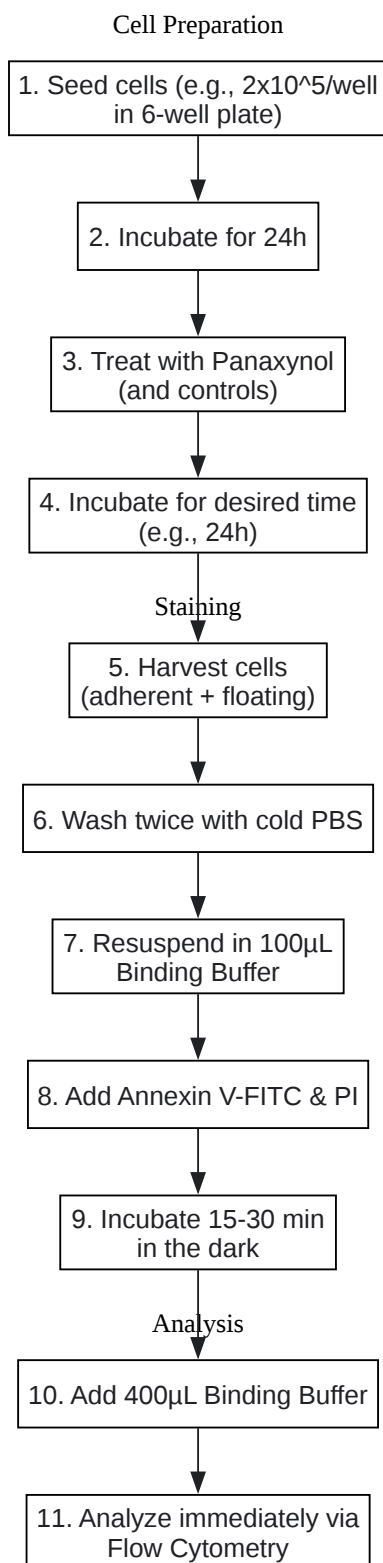 Cell Preparation
1. Seed cells (e.g., 2x10^5/well
in 6-well plate)
2. Incubate for 24h
3. Treat with Panaxynol
(and controls)
4. Incubate for desired time
(e.g., 24h)
Staining
5. Harvest cells
(adherent + floating)
6. Wash twice with cold PBS
7. Resuspend in 100µL
Binding Buffer
8. Add Annexin V-FITC & PI
9. Incubate 15-30 min
in the dark
Analysis
10. Add 400µL Binding Buffer
11. Analyze immediately via
Flow Cytometry